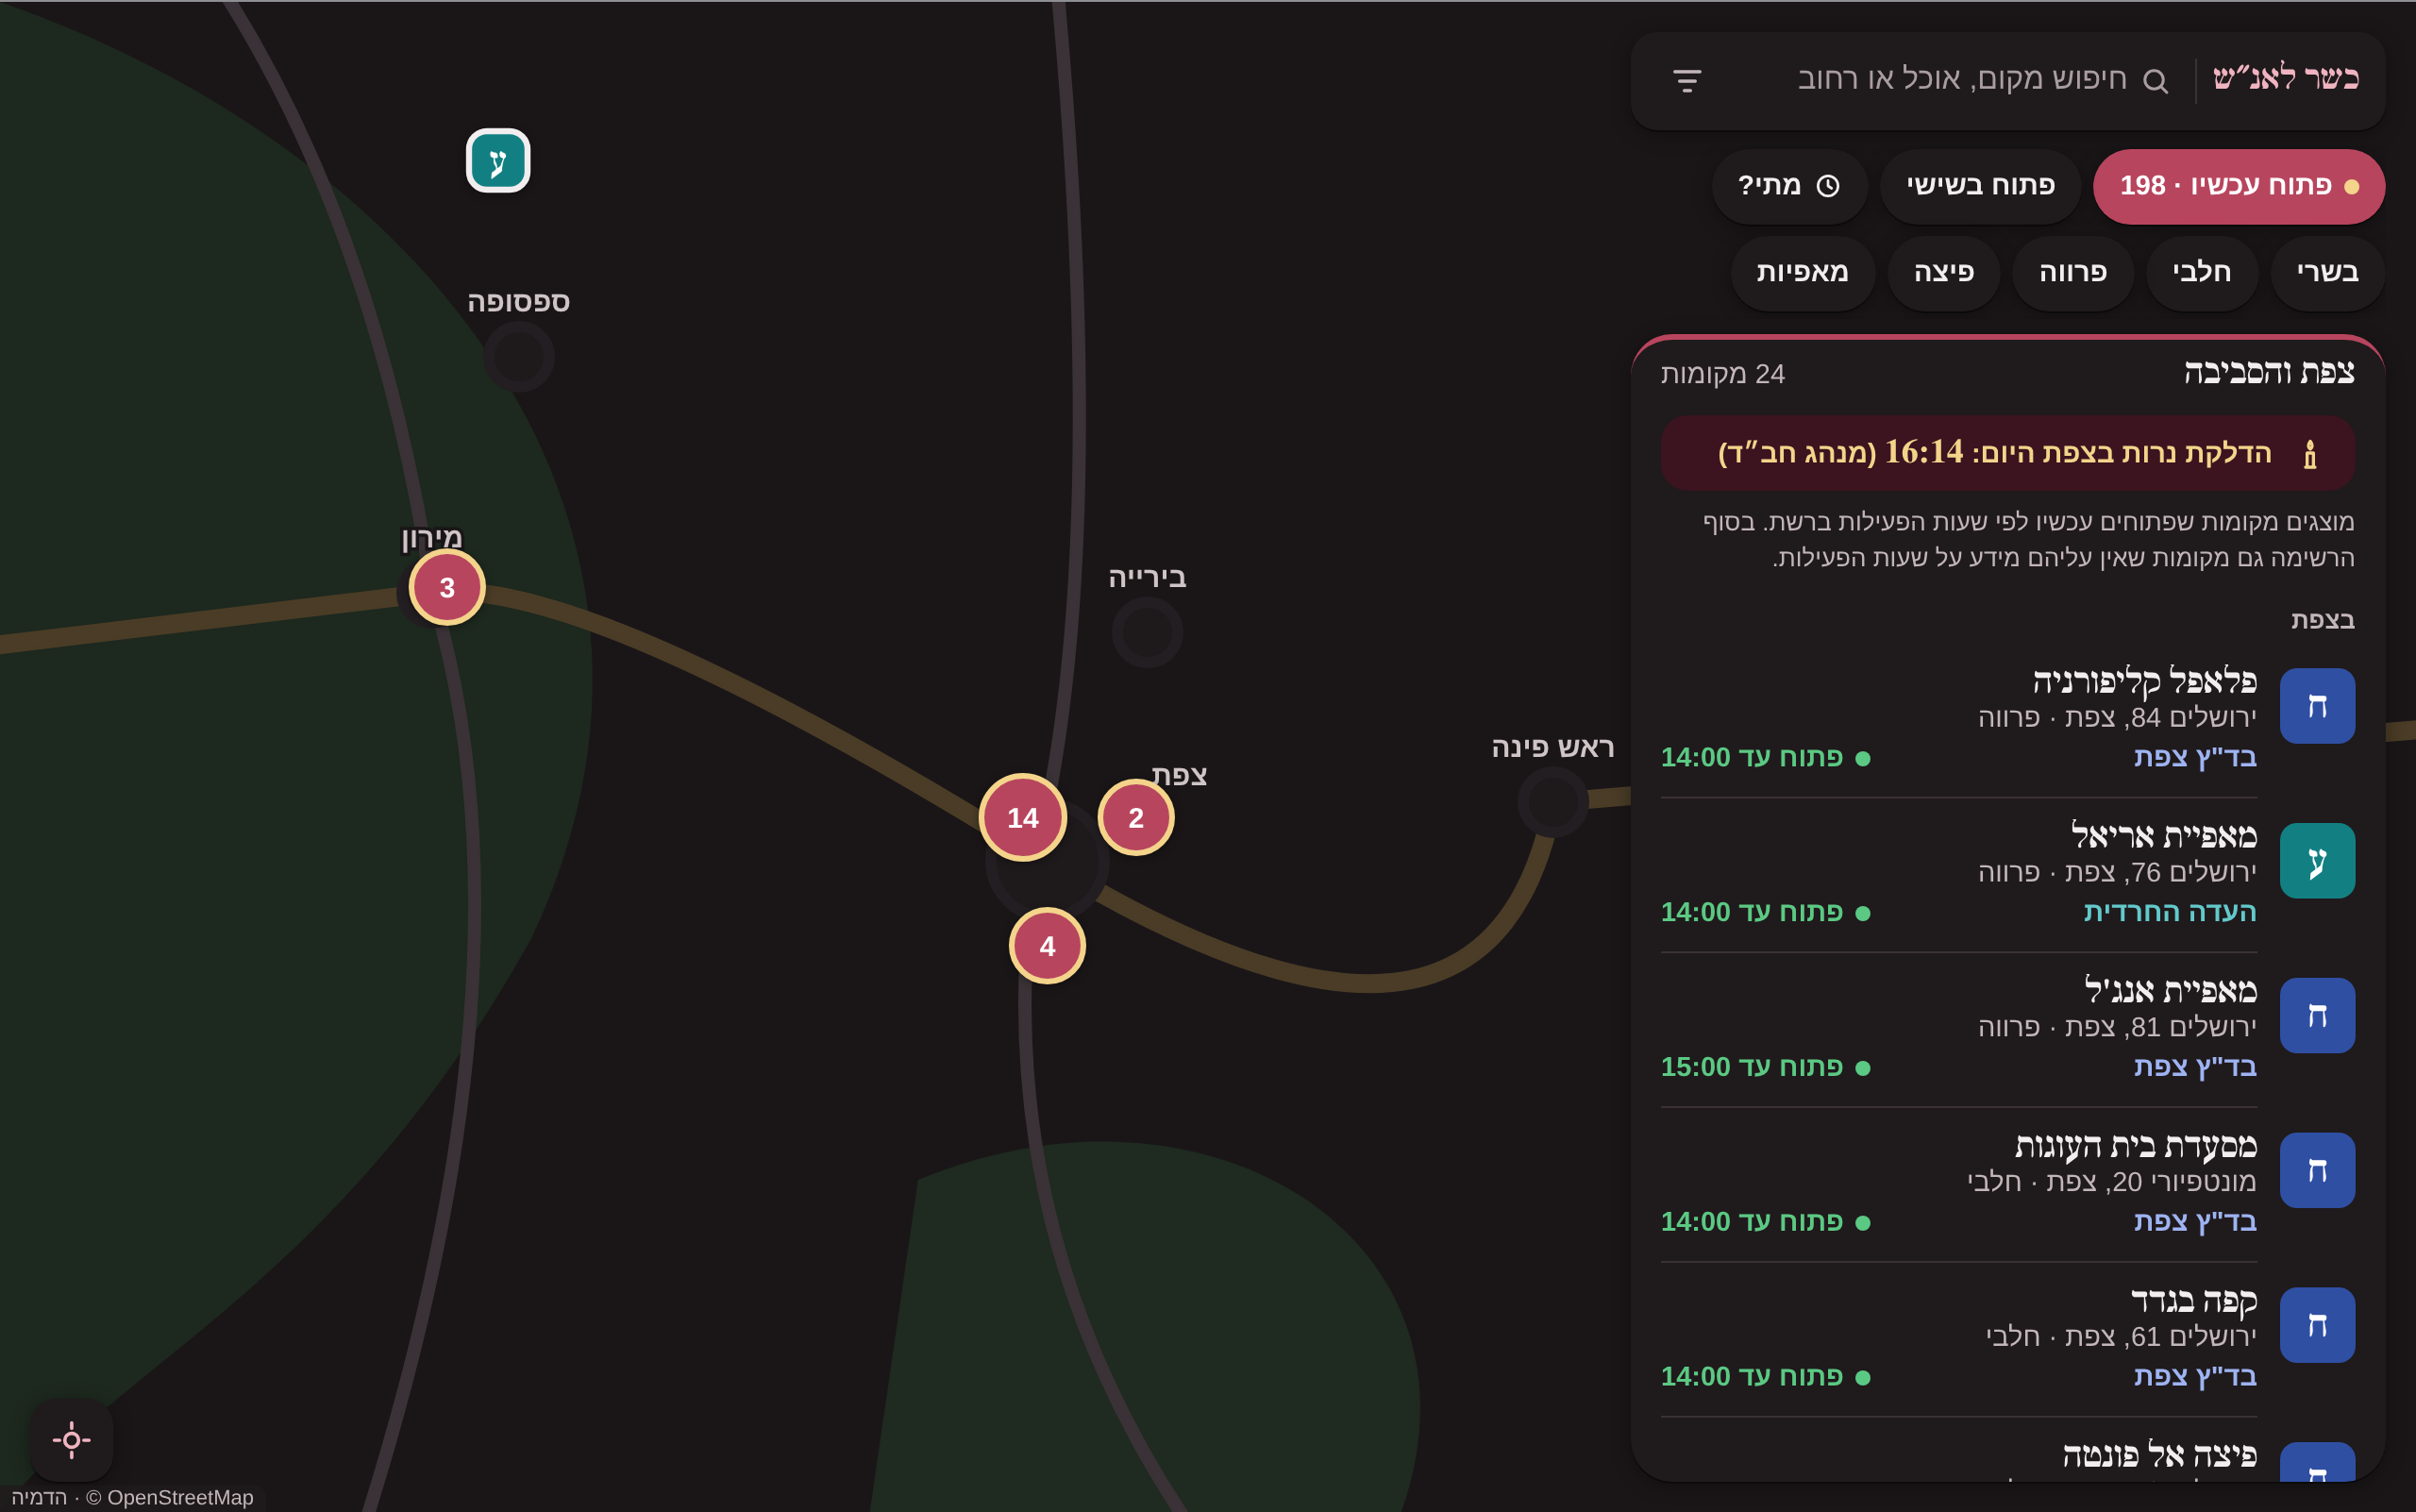 כשר לאנ״ש
חיפוש מקום, אוכל או רחוב
פתוח עכשיו · 198
פתוח בשישי
מתי?
בשרי
חלבי
פרווה
פיצה
מאפיות
צפת והסביבה
24 מקומות
הדלקת נרות בצפת היום: 16:14 (מנהג חב״ד)
מוצגים מקומות שפתוחים עכשיו לפי שעות הפעילות ברשת. בסוף
הרשימה גם מקומות שאין עליהם מידע על שעות הפעילות.
בצפת
ח
פלאפל קליפורניה
ירושלים 84, צפת · פרווה
בד"ץ צפת
פתוח עד 14:00
ע
מאפיית אריאל
ירושלים 76, צפת · פרווה
העדה החרדית
פתוח עד 14:00
ח
מאפיית אנג'ל
ירושלים 81, צפת · פרווה
בד"ץ צפת
פתוח עד 15:00
ח
מסעדת בית העוגות
מונטפיורי 20, צפת · חלבי
בד"ץ צפת
פתוח עד 14:00
ח
קפה בגדד
ירושלים 61, צפת · חלבי
בד"ץ צפת
פתוח עד 14:00
ח
פיצה אל פונטה
ע
ספסופה
מירון
3
בירייה
ראש פינה
צפת
14
2
4
הדמיה · © OpenStreetMap